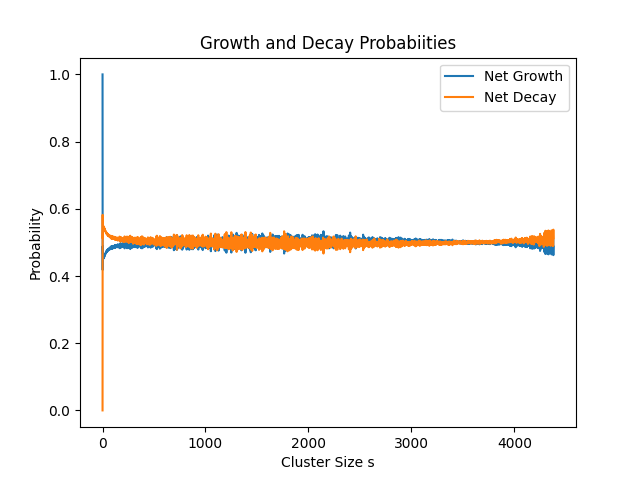 Growth and Decay Probabiities
Net Growth
Net Decay
1.0
0.8
0.6
0.4
0.2
0.0
Probability
0 1000 2000 3000 4000
Cluster Size s